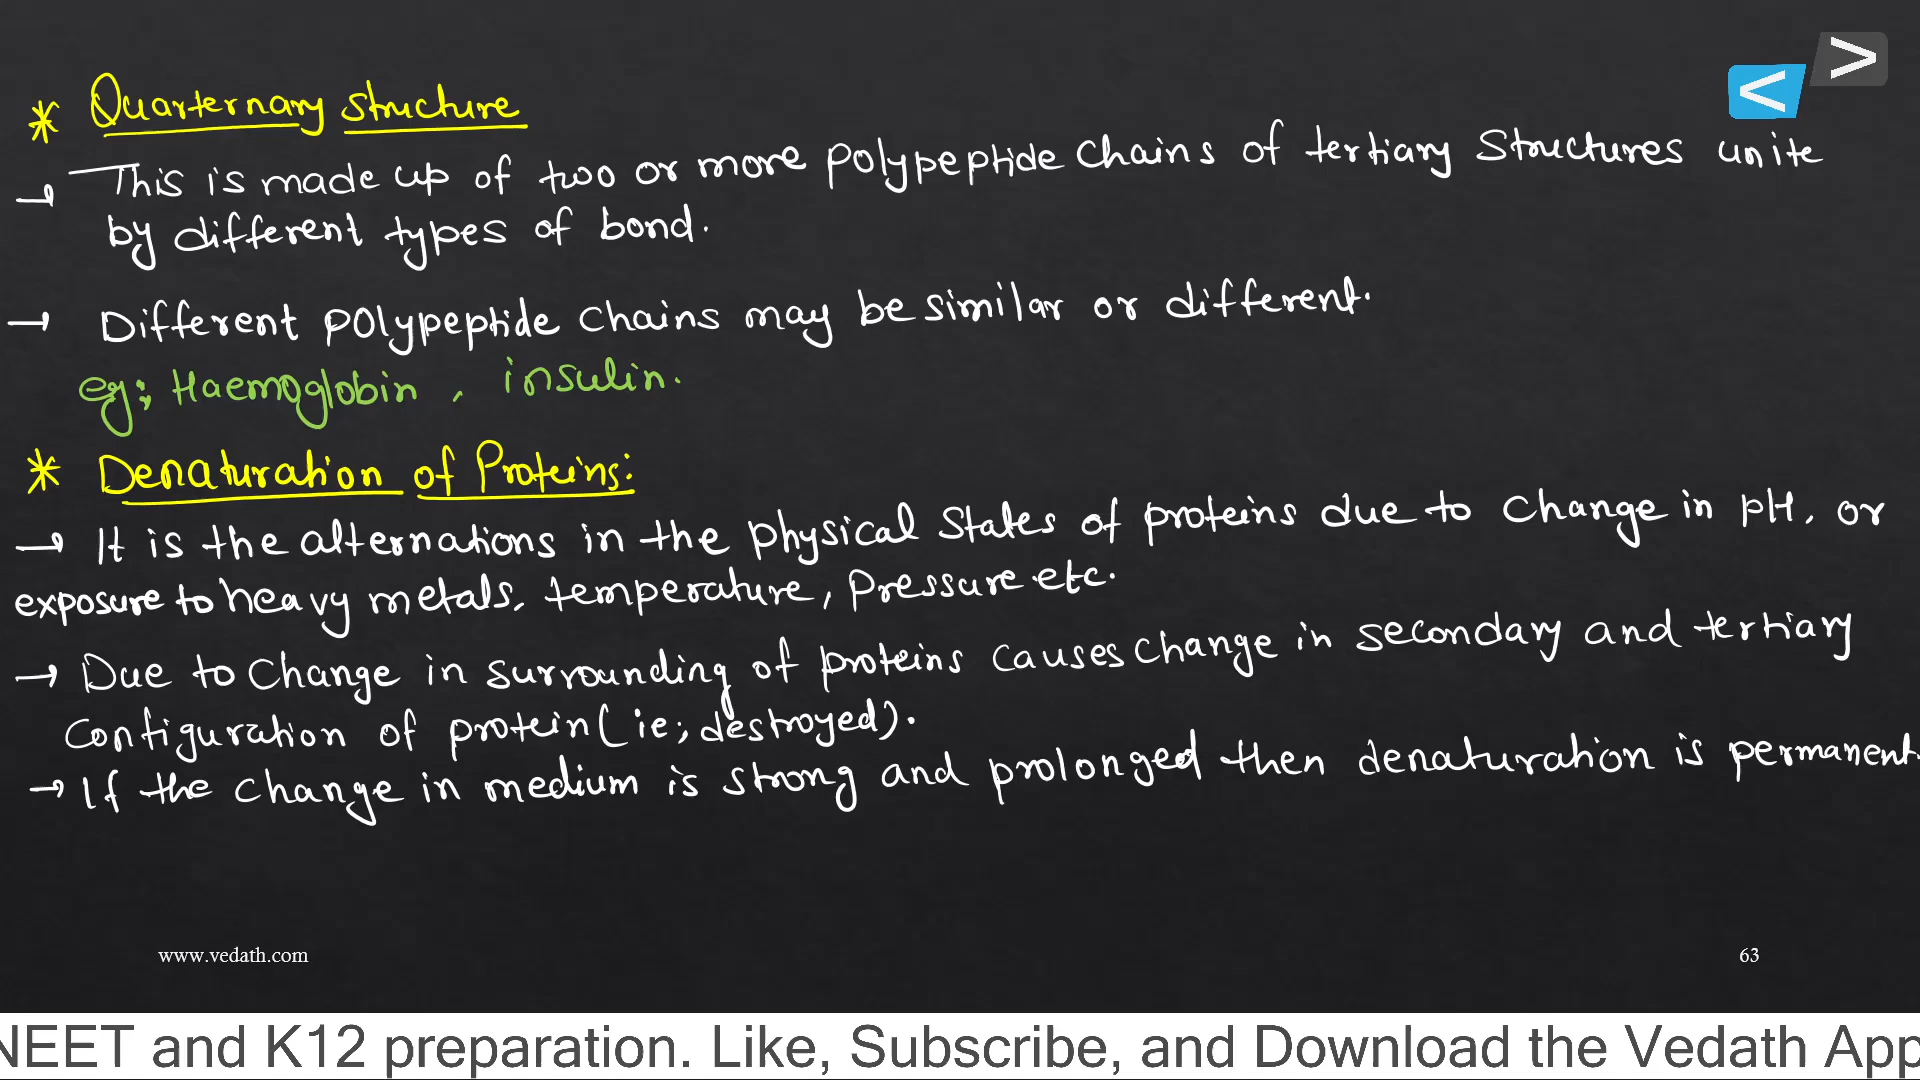 * Quarternary structure
→ This is made up of two or more polypeptide chains of tertiary structures unite
by different types of bond.
→ Different polypeptide chains may be similar or different.
eg; Haemoglobin, insulin.
* Denaturation of Proteins:
→ It is the alternations in the physical states of proteins due to change in pH, or
exposure to heavy metals, temperature, pressure etc.
→ Due to change in surrounding of proteins causes change in secondary and tertiary
configuration of protein (ie; destroyed).
→ If the change in medium is strong and prolonged then denaturation is permanent.
www.vedath.com 63
NEET and K12 preparation. Like, Subscribe, and Download the Vedath App